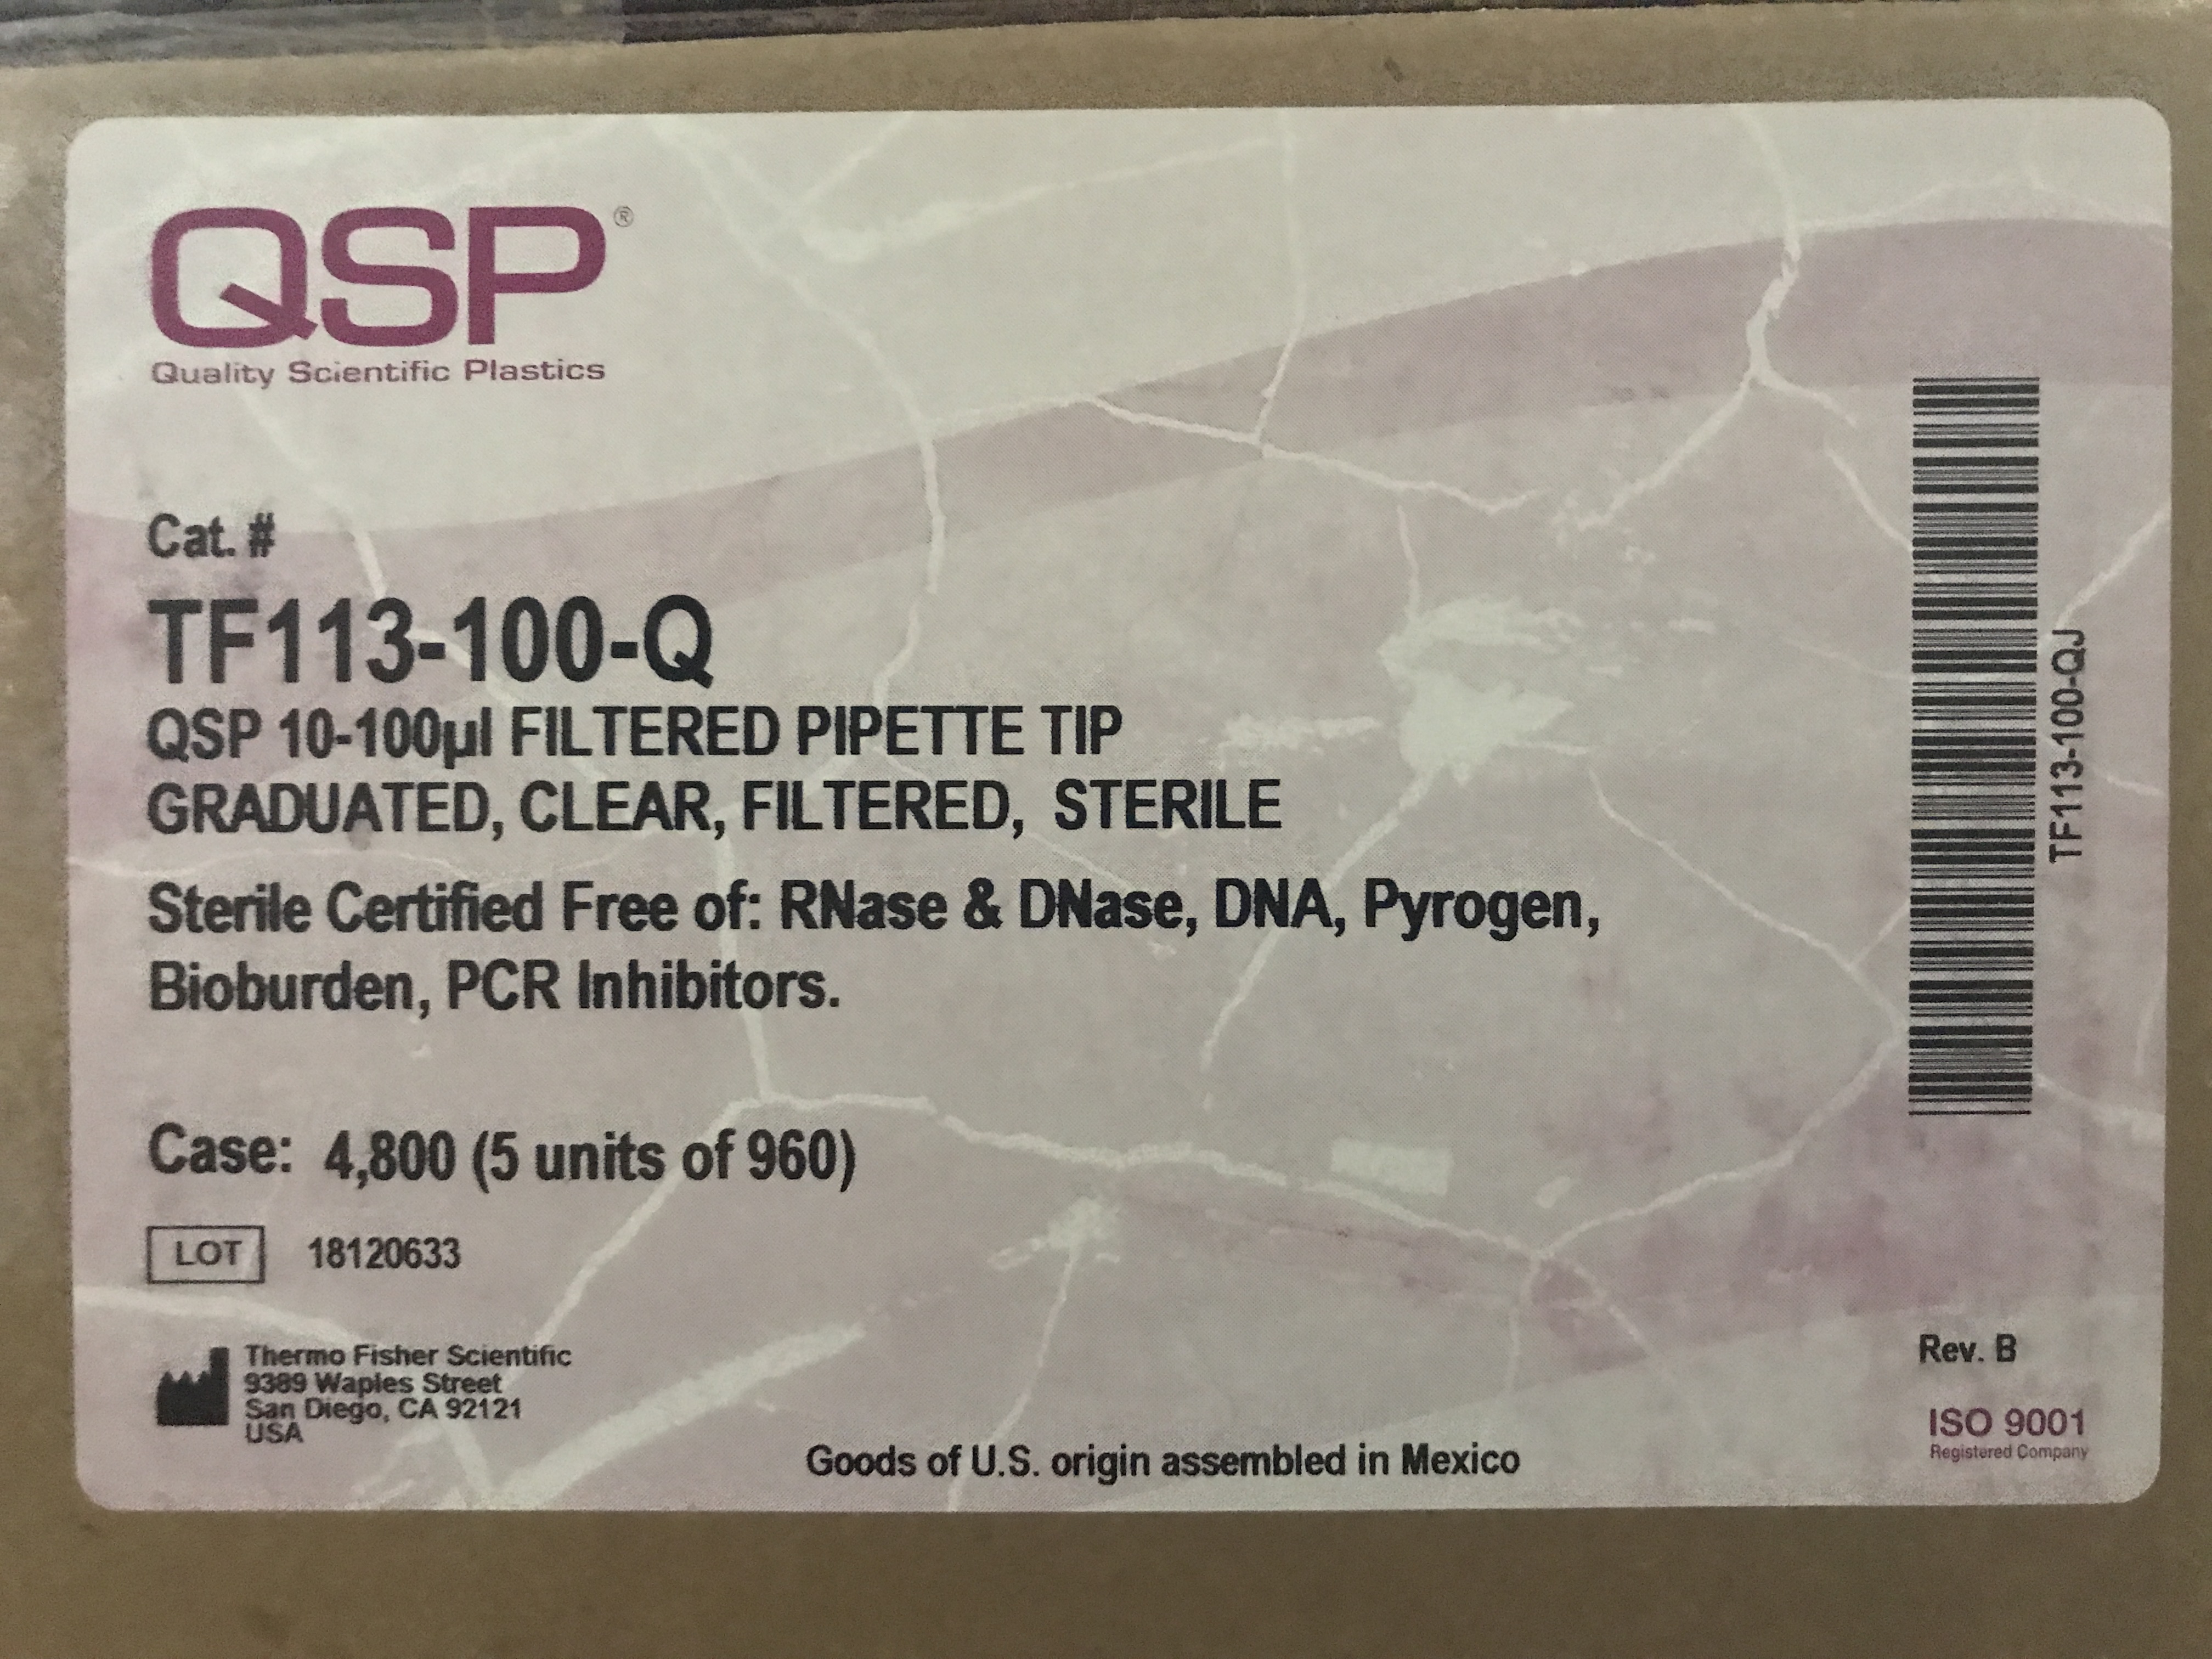 QSP®
Quality Scientific Plastics
Cat. #
TF113-100-Q
QSP 10-100µl FILTERED PIPETTE TIP
GRADUATED, CLEAR, FILTERED, STERILE
Sterile Certified Free of: RNase & DNase, DNA, Pyrogen,
Bioburden, PCR Inhibitors.
Case: 4,800 (5 units of 960)
LOT 18120633
Thermo Fisher Scientific
9389 Waples Street
San Diego, CA 92121
USA
Goods of U.S. origin assembled in Mexico
TF113-100-QJ
Rev. B
ISO 9001
Registered Company